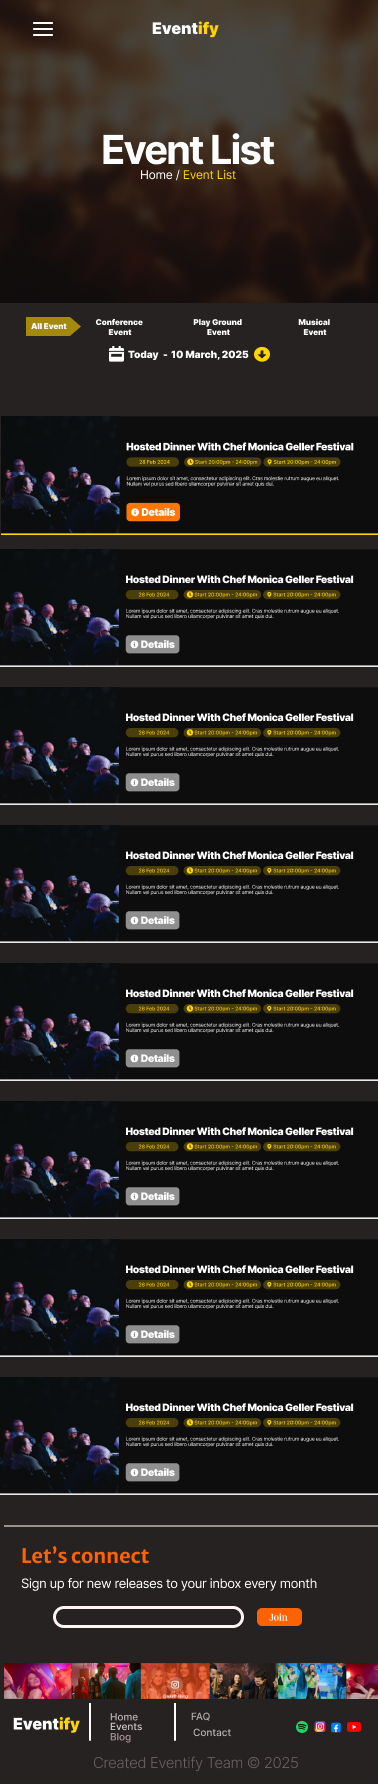 Eventify
Event List
Home / Event List
All Event
Conference
Event
Play Ground
Event
Musical
Event
Today - 10 March, 2025
Hosted Dinner With Chef Monica Geller Festival
28 Feb 2024 Start 20:00pm - 24:00pm Start 20:00pm - 24:00pm
Lorem ipsum dolor sit amet, consectetur adipiscing elit. Cras molestie rutrum augue eu aliquet.
Nullam vel purus sed libero ullamcorper pulvinar sit amet quis dui.
Details
Hosted Dinner With Chef Monica Geller Festival
28 Feb 2024 Start 20:00pm - 24:00pm Start 20:00pm - 24:00pm
Lorem ipsum dolor sit amet, consectetur adipiscing elit. Cras molestie rutrum augue eu aliquet.
Nullam vel purus sed libero ullamcorper pulvinar sit amet quis dui.
Details
Hosted Dinner With Chef Monica Geller Festival
28 Feb 2024 Start 20:00pm - 24:00pm Start 20:00pm - 24:00pm
Lorem ipsum dolor sit amet, consectetur adipiscing elit. Cras molestie rutrum augue eu aliquet.
Nullam vel purus sed libero ullamcorper pulvinar sit amet quis dui.
Details
Hosted Dinner With Chef Monica Geller Festival
28 Feb 2024 Start 20:00pm - 24:00pm Start 20:00pm - 24:00pm
Lorem ipsum dolor sit amet, consectetur adipiscing elit. Cras molestie rutrum augue eu aliquet.
Nullam vel purus sed libero ullamcorper pulvinar sit amet quis dui.
Details
Hosted Dinner With Chef Monica Geller Festival
28 Feb 2024 Start 20:00pm - 24:00pm Start 20:00pm - 24:00pm
Lorem ipsum dolor sit amet, consectetur adipiscing elit. Cras molestie rutrum augue eu aliquet.
Nullam vel purus sed libero ullamcorper pulvinar sit amet quis dui.
Details
Hosted Dinner With Chef Monica Geller Festival
28 Feb 2024 Start 20:00pm - 24:00pm Start 20:00pm - 24:00pm
Lorem ipsum dolor sit amet, consectetur adipiscing elit. Cras molestie rutrum augue eu aliquet.
Nullam vel purus sed libero ullamcorper pulvinar sit amet quis dui.
Details
Hosted Dinner With Chef Monica Geller Festival
28 Feb 2024 Start 20:00pm - 24:00pm Start 20:00pm - 24:00pm
Lorem ipsum dolor sit amet, consectetur adipiscing elit. Cras molestie rutrum augue eu aliquet.
Nullam vel purus sed libero ullamcorper pulvinar sit amet quis dui.
Details
Hosted Dinner With Chef Monica Geller Festival
28 Feb 2024 Start 20:00pm - 24:00pm Start 20:00pm - 24:00pm
Lorem ipsum dolor sit amet, consectetur adipiscing elit. Cras molestie rutrum augue eu aliquet.
Nullam vel purus sed libero ullamcorper pulvinar sit amet quis dui.
Details
Let's connect
Sign up for new releases to your inbox every month
Join
Eventify
Home
Events
Blog
FAQ
Contact
Created Eventify Team © 2025